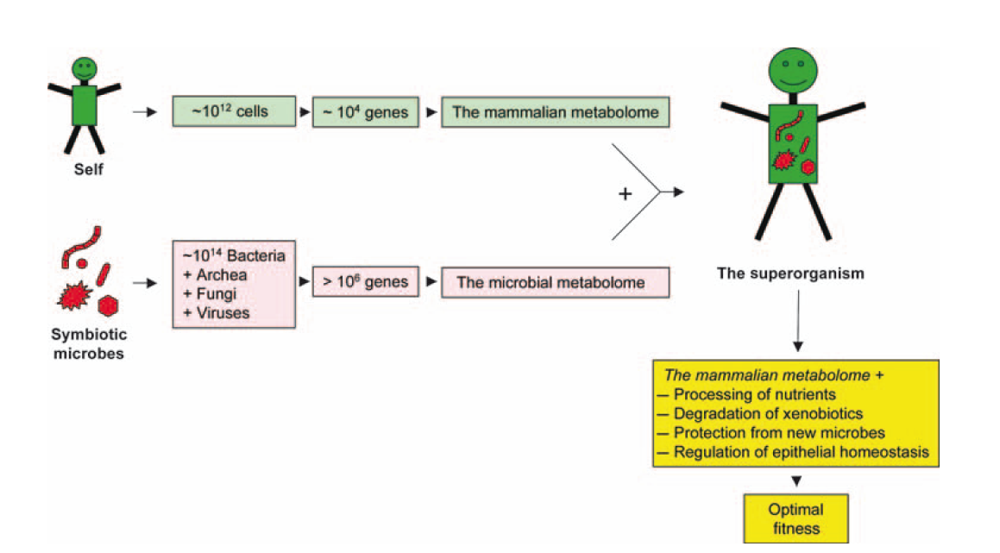 ~10¹² cells
~ 10⁴ genes
The mammalian metabolome
Self
+
~10¹⁴ Bacteria
+ Archea
+ Fungi
+ Viruses
> 10⁶ genes
The microbial metabolome
Symbiotic
microbes
The superorganism
The mammalian metabolome +
— Processing of nutrients
— Degradation of xenobiotics
— Protection from new microbes
— Regulation of epithelial homeostasis
Optimal
fitness